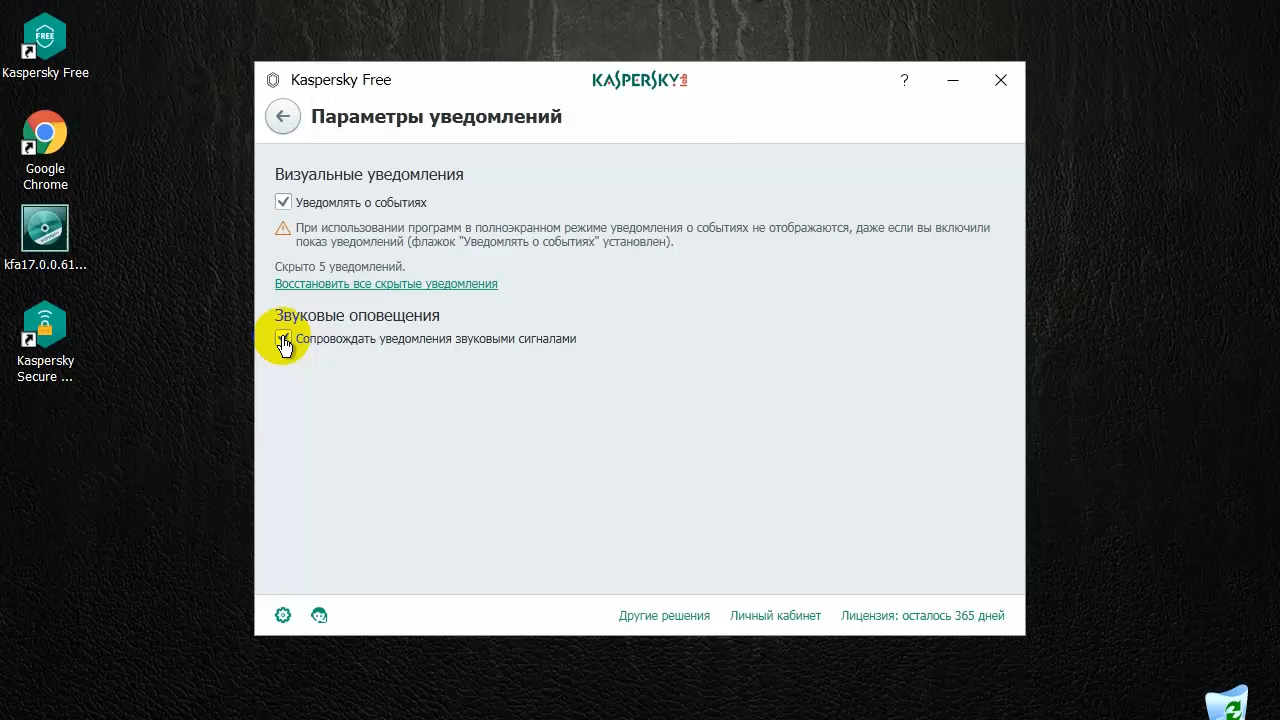 FREE
Kaspersky Free
Google
Chrome
kfa17.0.0.61...
Kaspersky
Secure ...
Kaspersky Free
KASPERSKY lab
?
Параметры уведомлений
Визуальные уведомления
Уведомлять о событиях
При использовании программ в полноэкранном режиме уведомления о событиях не отображаются, даже если вы включили
показ уведомлений (флажок "Уведомлять о событиях" установлен).
Скрыто 5 уведомлений.
Восстановить все скрытые уведомления
Звуковые оповещения
Сопровождать уведомления звуковыми сигналами
Другие решения
Личный кабинет
Лицензия: осталось 365 дней